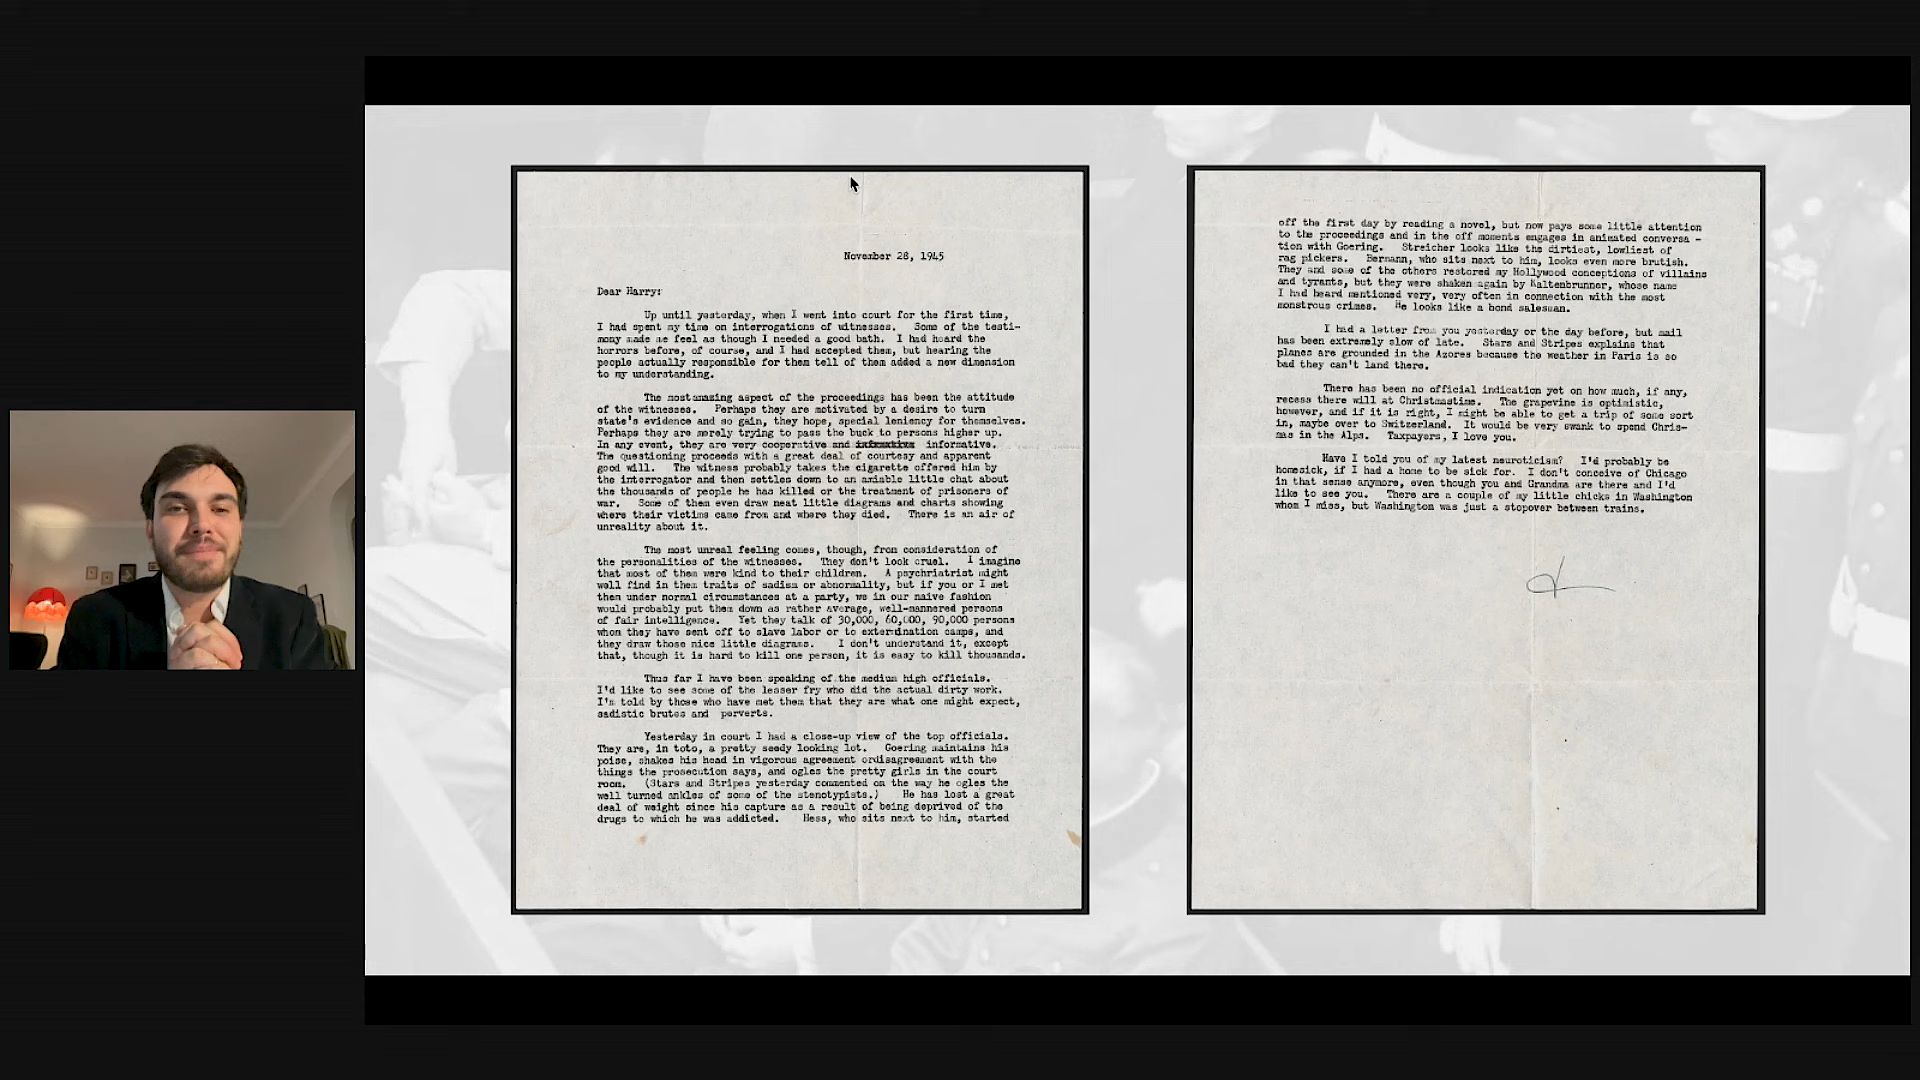 November 28, 1945
Dear Harry:
Up until yesterday, when I went into court for the first time,
I had spent my time on interrogations of witnesses. Some of the testi-
mony made me feel as though I needed a good bath. I had heard the
horrors before, of course, and I had accepted them, but hearing the
people actually responsible for them tell of them added a new dimension
to my understanding.
The mostamazing aspect of the proceedings has been the attitude
of the witnesses. Perhaps they are motivated by a desire to turn
state's evidence and so gain, they hope, special leniency for themselves.
Perhaps they are merely trying to pass the buck to persons higher up.
In any event, they are very cooperative and informative.
The questioning proceeds with a great deal of courtesy and apparent
good will. The witness probably takes the cigarette offered him by
the interrogator and then settles down to an amiable little chat about
the thousands of people he has killed or the treatment of prisoners of
war. Some of them even draw neat little diagrams and charts showing
where their victims came from and where they died. There is an air of
unreality about it.
The most unreal feeling comes, though, from consideration of
the personalities of the witnesses. They don't look cruel. I imagine
that most of them were kind to their children. A psychriatrist might
well find in them traits of sadism or abnormality, but if you or I met
them under normal circumstances at a party, we in our naive fashion
would probably put them down as rather average, well-mannered persons
of fair intelligence. Yet they talk of 30,000, 60,000, 90,000 persons
whom they have sent off to slave labor or to extermination camps, and
they draw those nice little diagrams. I don't understand it, except
that, though it is hard to kill one person, it is easy to kill thousands.
Thus far I have been speaking of the medium high officials.
I'd like to see some of the lesser fry who did the actual dirty work.
I'm told by those who have met them that they are what one might expect,
sadistic brutes and perverts.
Yesterday in court I had a close-up view of the top officials.
They are, in toto, a pretty seedy looking lot. Goering maintains his
poise, shakes his head in vigorous agreement ordisagreement with the
things the prosecution says, and ogles the pretty girls in the court
room. (Stars and Stripes yesterday commented on the way he ogles the
well turned ankles of some of the stenotypists.) He has lost a great
deal of weight since his capture as a result of being deprived of the
drugs to which he was addicted. Hess, who sits next to him, started
off the first day by reading a novel, but now pays some little attention
to the proceedings and in the off moments engages in animated conversa -
tion with Goering. Streicher looks like the dirtiest, lowliest of
rag pickers. Bermann, who sits next to him, looks even more brutish.
They and some of the others restored my Hollywood conceptions of villains
and tyrants, but they were shaken again by Kaltenbrunner, whose name
I had heard mentioned very, very often in connection with the most
monstrous crimes. He looks like a bond salesman.
I had a letter from you yesterday or the day before, but mail
has been extremely slow of late. Stars and Stripes explains that
planes are grounded in the Azores because the weather in Paris is so
bad they can't land there.
There has been no official indication yet on how much, if any,
recess there will at Christmastime. The grapevine is optimistic,
however, and if it is right, I might be able to get a trip of some sort
in, maybe over to Switzerland. It would be very swank to spend Chris-
mas in the Alps. Taxpayers, I love you.
Have I told you of my latest neuroticism? I'd probably be
homesick, if I had a home to be sick for. I don't conceive of Chicago
in that sense anymore, even though you and Grandma are there and I'd
like to see you. There are a couple of my little chicks in Washington
whom I miss, but Washington was just a stopover between trains.